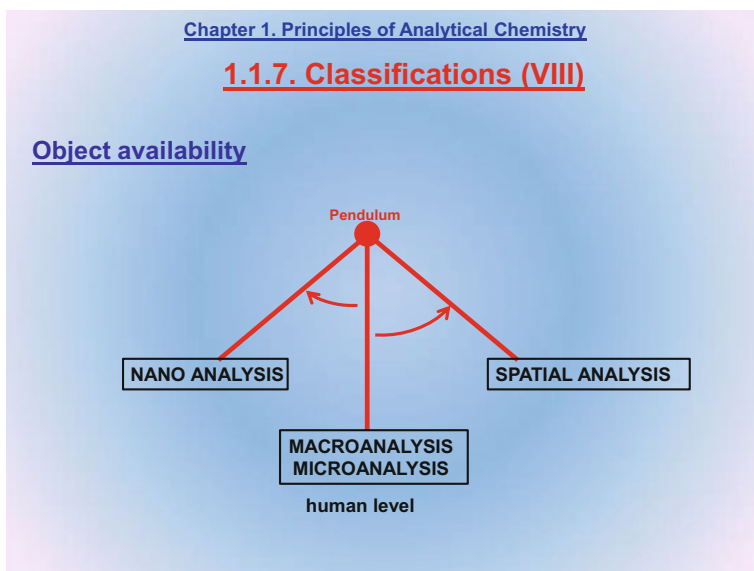 Chapter 1. Principles of Analytical Chemistry
1.1.7. Classifications (VIII)
Object availability
Pendulum
NANO ANALYSIS
SPATIAL ANALYSIS
MACROANALYSIS
MICROANALYSIS
human level